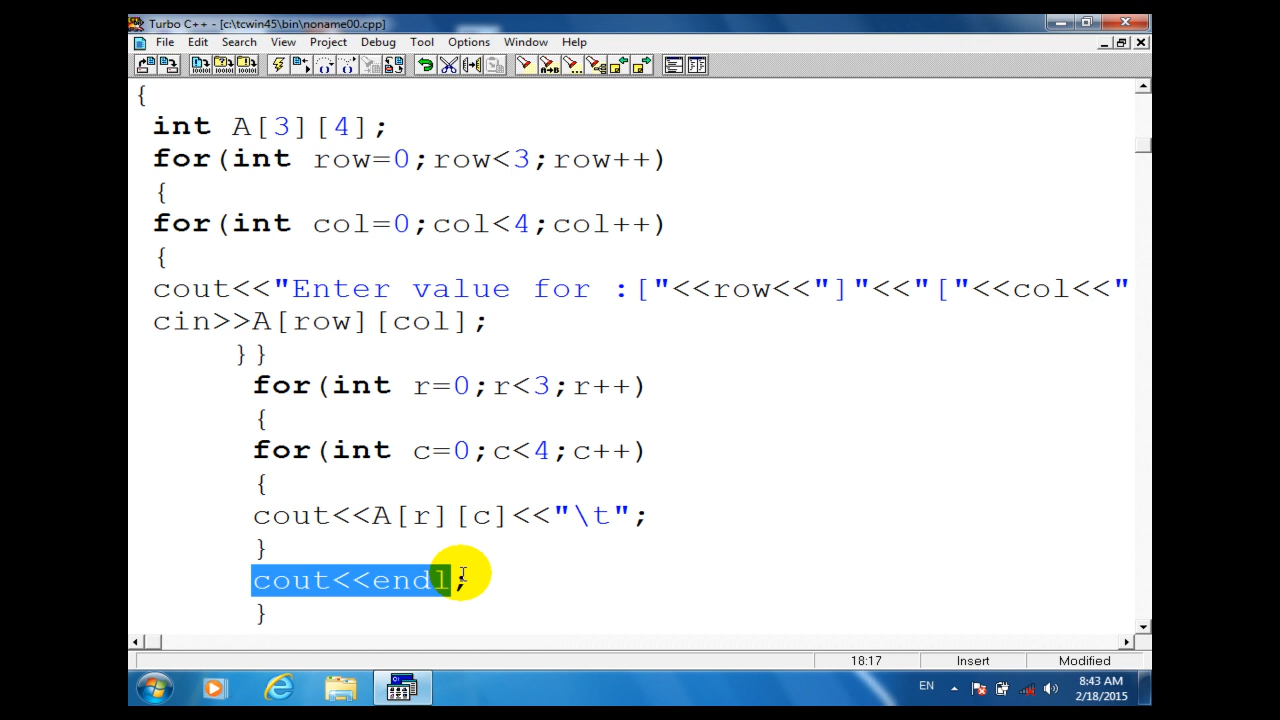 Turbo C++ - [c:\tcwin45\bin\noname00.cpp]
File Edit Search View Project Debug Tool Options Window Help
{
int A[3][4];
for(int row=0;row<3;row++)
{
for(int col=0;col<4;col++)
{
cout<<"Enter value for :["<<row<<"]"<<"["<<col<<"
cin>>A[row][col];
}}
for(int r=0;r<3;r++)
{
for(int c=0;c<4;c++)
{
cout<<A[r][c]<<"\t";
}
cout<<endl;
}
18:17 Insert Modified
EN 8:43 AM
2/18/2015